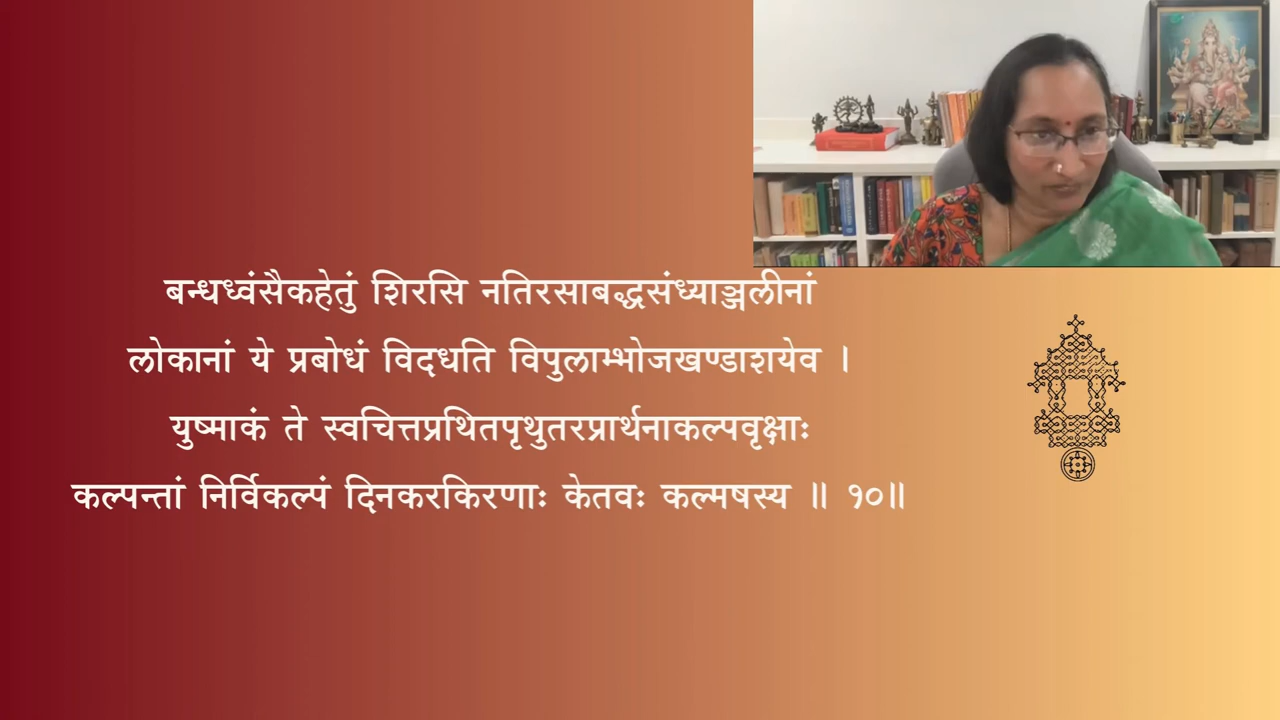 बन्धध्वंसैकहेतुं शिरसि नतिरसाबद्धसंध्याञ्जलीनां
लोकानां ये प्रबोधं विदधति विपुलाम्भोजखण्डाशयेव ।
युष्माकं ते स्वचित्तप्रथितपृथुतरप्रार्थनाकल्पवृक्षाः
कल्पन्तां निर्विकल्पं दिनकरकिरणाः केतवः कल्मषस्य ॥ १०॥